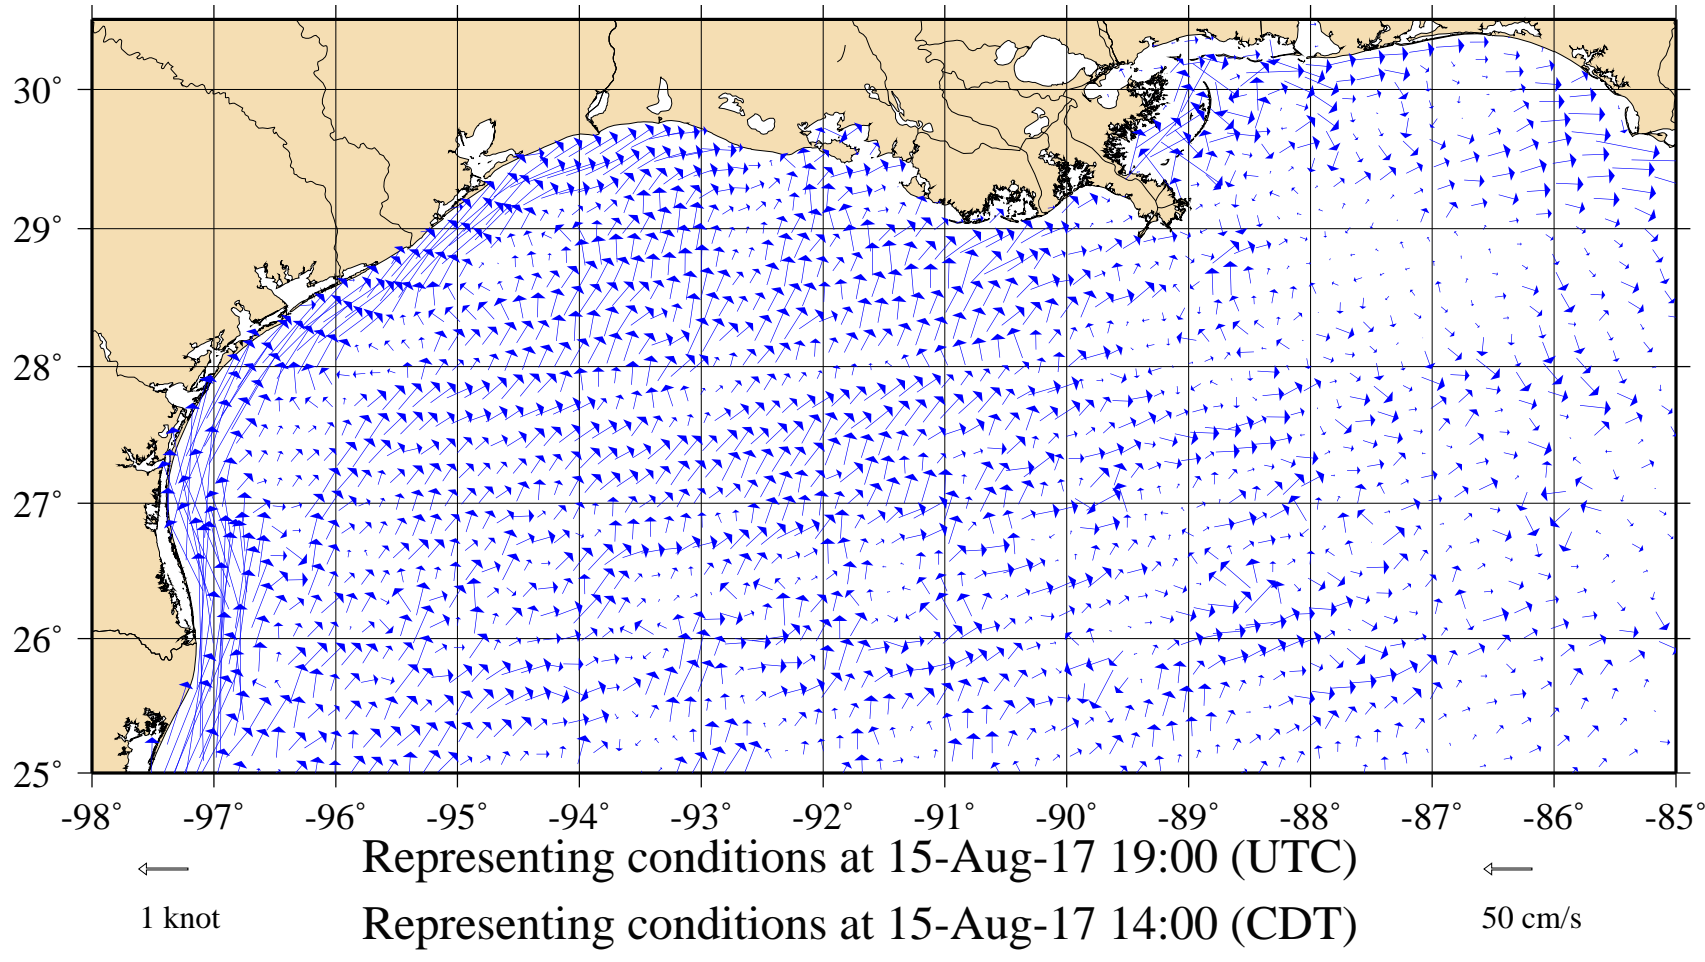 30°
29°
28°
27°
26°
25°
-98° -97° -96° -95° -94° -93° -92° -91° -90° -89° -88° -87° -86° -85°
Representing conditions at 15-Aug-17 19:00 (UTC)
1 knot
50 cm/s
Representing conditions at 15-Aug-17 14:00 (CDT)